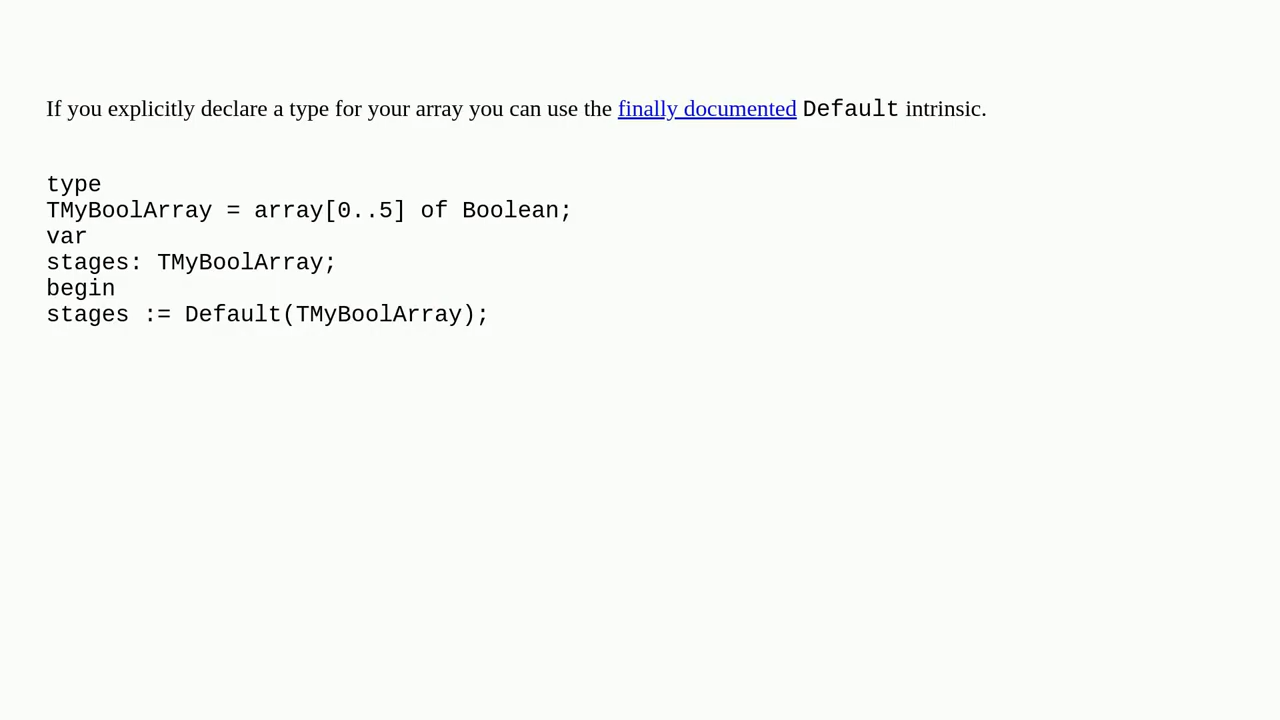 If you explicitly declare a type for your array you can use the finally documented Default intrinsic.
type
TMyBoolArray = array[0..5] of Boolean;
var
stages: TMyBoolArray;
begin
stages := Default(TMyBoolArray);